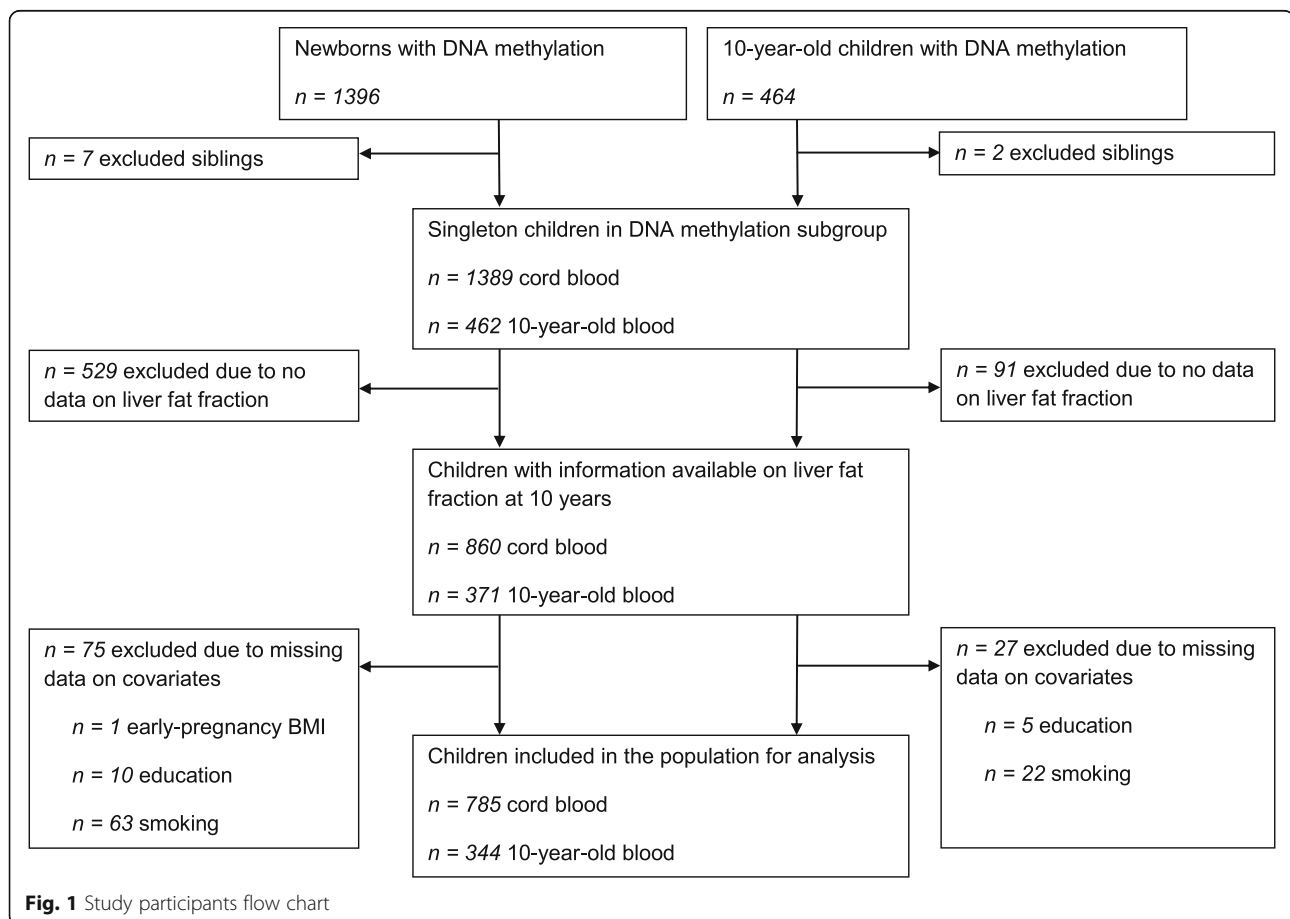 Newborns with DNA methylation
n = 1396
10-year-old children with DNA methylation
n = 464
n = 7 excluded siblings
n = 2 excluded siblings
Singleton children in DNA methylation subgroup
n = 1389 cord blood
n = 462 10-year-old blood
n = 529 excluded due to no
data on liver fat fraction
n = 91 excluded due to no data
on liver fat fraction
Children with information available on liver fat
fraction at 10 years
n = 860 cord blood
n = 371 10-year-old blood
n = 75 excluded due to missing
data on covariates
n = 1 early-pregnancy BMI
n = 10 education
n = 63 smoking
n = 27 excluded due to missing
data on covariates
n = 5 education
n = 22 smoking
Children included in the population for analysis
n = 785 cord blood
n = 344 10-year-old blood
Fig. 1 Study participants flow chart